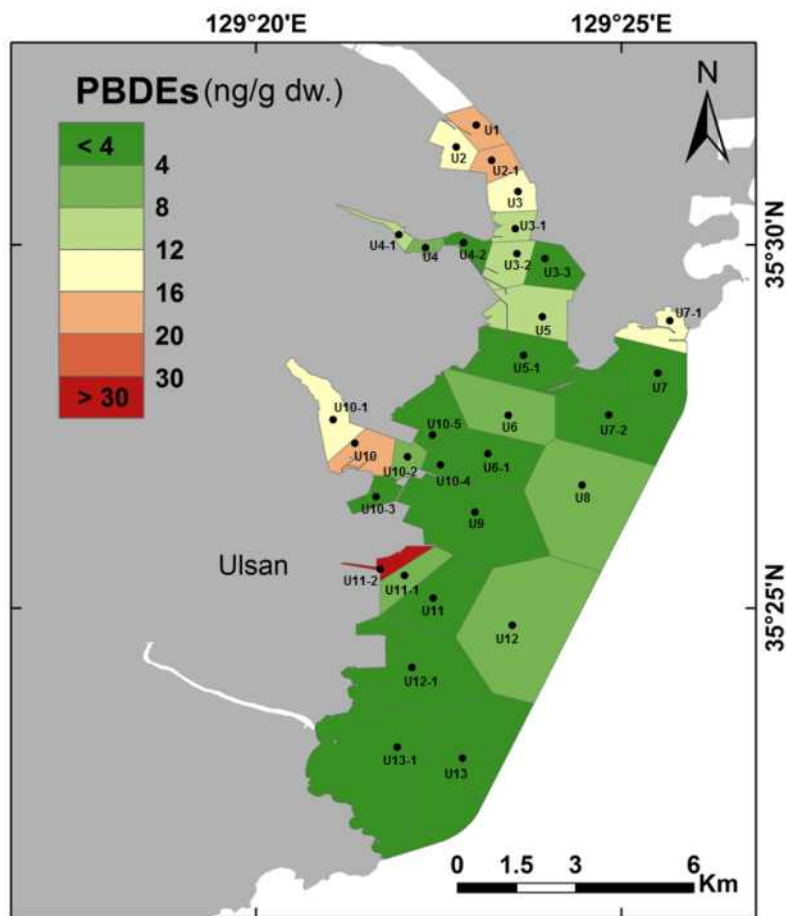 129°20'E 129°25'E
PBDEs (ng/g dw.)
N
< 4
4
8
12
16
20
30
> 30
U1
U2
U2-1
U3
U3-1
U4-1
U4
U4-2
U3-2
U3-3
35°30'N
U5
U7-1
U5-1
U7
U10-1
U6
U7-2
U10-5
U10
U10-2
U6-1
U10-4
U8
U10-3
U9
Ulsan
U11-2
U11-1
U11
35°25'N
U12
U12-1
U13-1
U13
0 1.5 3 6
Km